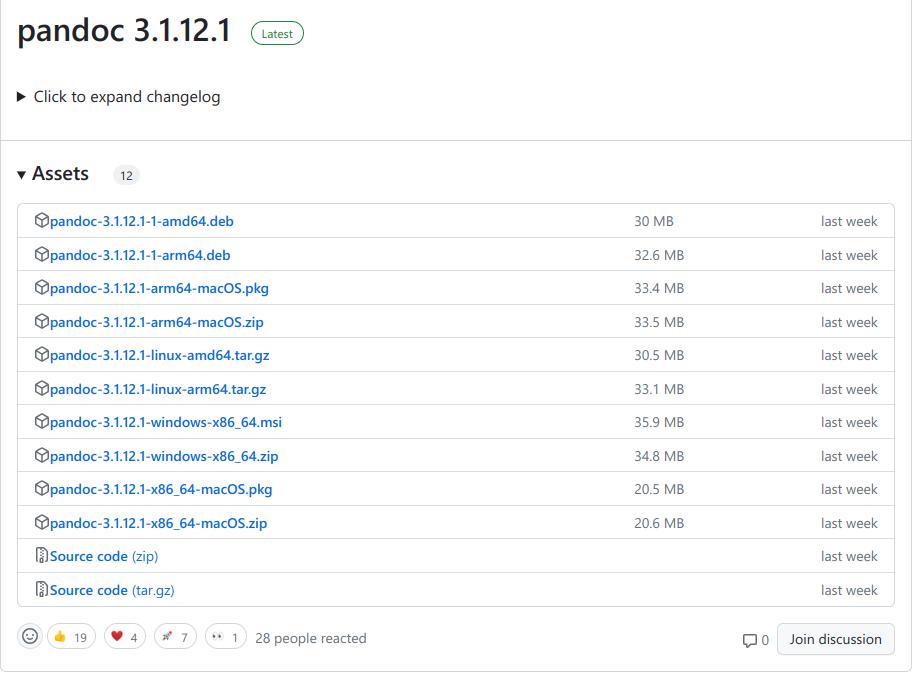 pandoc 3.1.12.1 Latest
Click to expand changelog
Assets 12
pandoc-3.1.12.1-1-amd64.deb 30 MB last week
pandoc-3.1.12.1-1-arm64.deb 32.6 MB last week
pandoc-3.1.12.1-arm64-macOS.pkg 33.4 MB last week
pandoc-3.1.12.1-arm64-macOS.zip 33.5 MB last week
pandoc-3.1.12.1-linux-amd64.tar.gz 30.5 MB last week
pandoc-3.1.12.1-linux-arm64.tar.gz 33.1 MB last week
pandoc-3.1.12.1-windows-x86_64.msi 35.9 MB last week
pandoc-3.1.12.1-windows-x86_64.zip 34.8 MB last week
pandoc-3.1.12.1-x86_64-macOS.pkg 20.5 MB last week
pandoc-3.1.12.1-x86_64-macOS.zip 20.6 MB last week
Source code (zip) last week
Source code (tar.gz) last week
19 4 7 1 28 people reacted 0 Join discussion